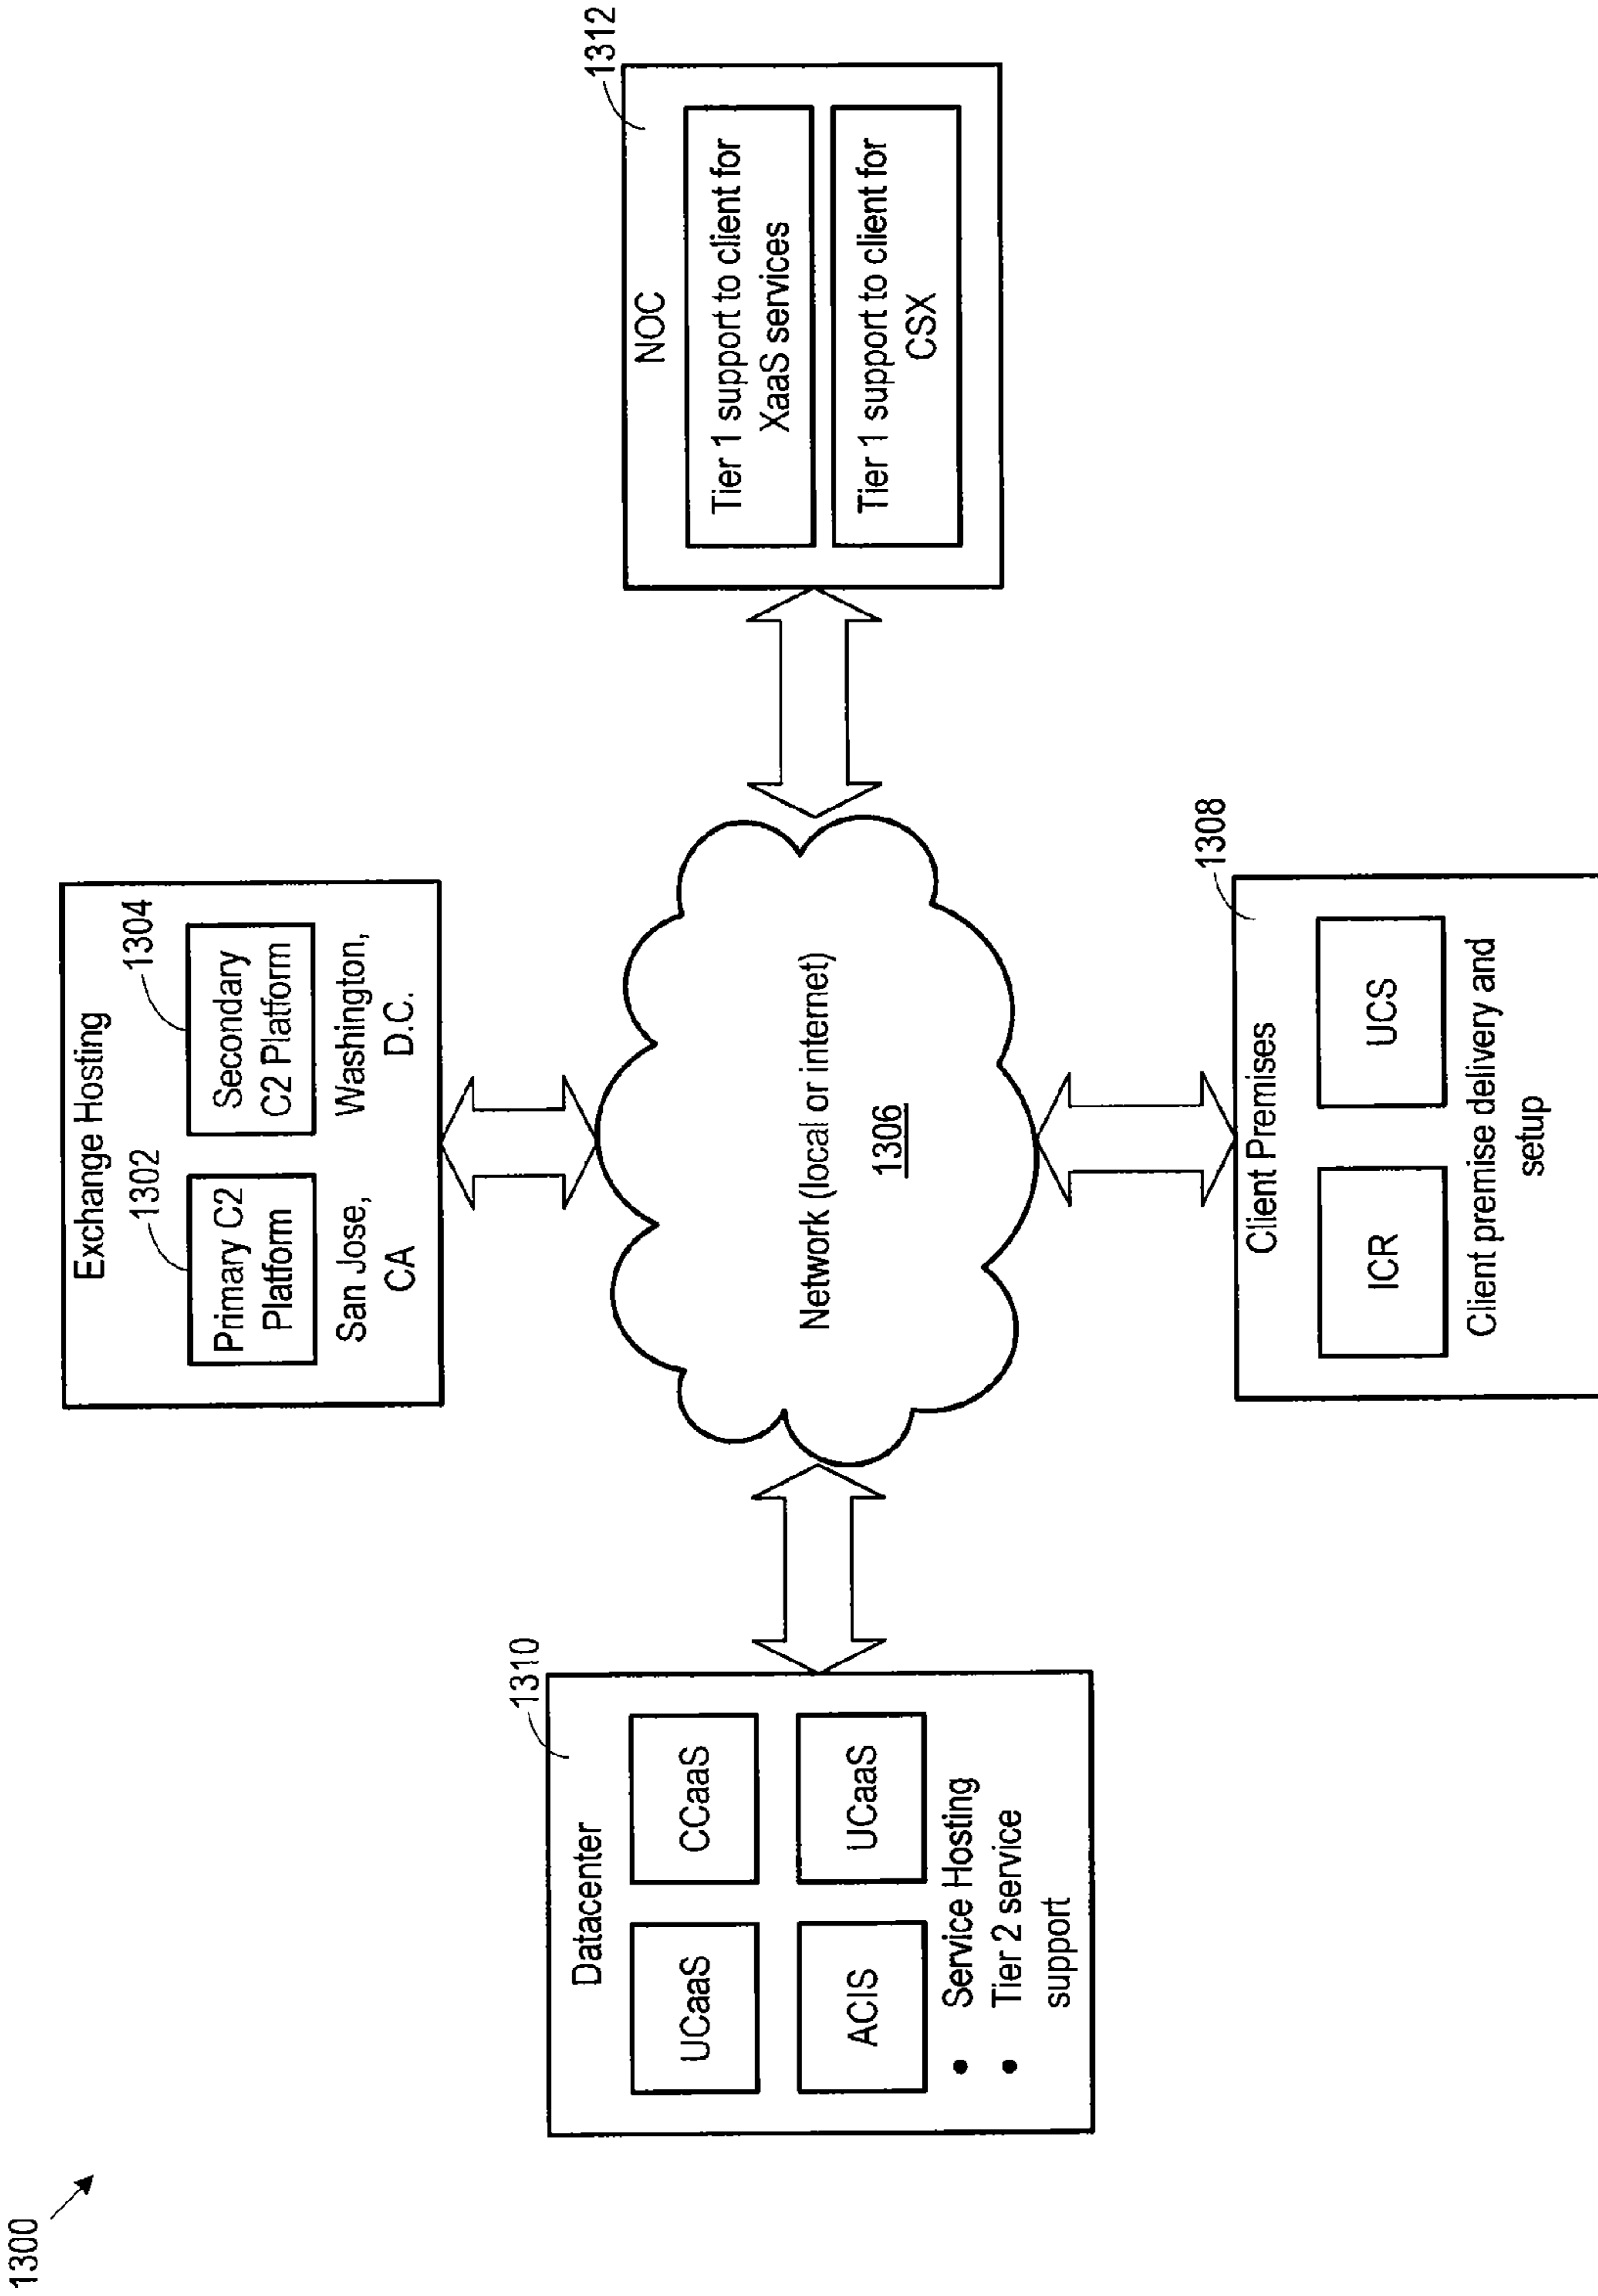 1300
Exchange Hosting
1302
1304
Primary C2
Platform
Secondary
C2 Platform
San Jose,
CA
Washington,
D.C.
1310
Datacenter
UCaaS
CCaaS
ACIS
UCaaS
• Service Hosting
• Tier 2 service
support
Network (local or internet)
1306
1312
NOC
Tier 1 support to client for
XaaS services
Tier 1 support to client for
CSX
1308
Client Premises
ICR
UCS
Client premise delivery and
setup